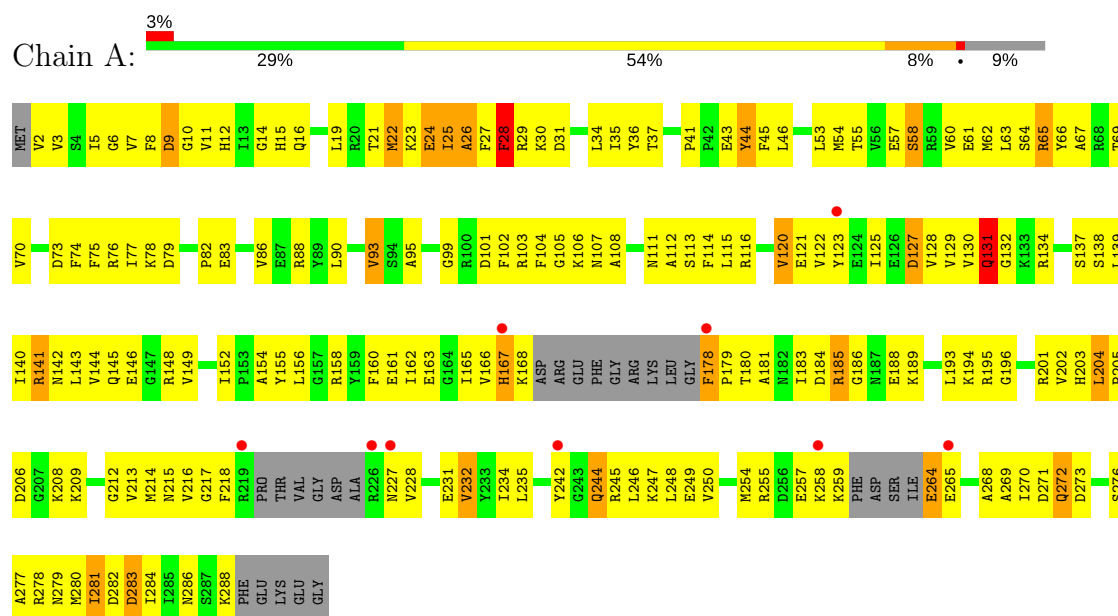 3%
Chain A:
29% 54% 8% • 9%
MET V2 V3 S4 I5 G6 V7 F8 D9 G10 V11 H12 I13 G14 H15 Q16 L19 R20 T21 M22 K23 E24 I25 A26 F27 F28 R29 K30 D31 L34 I35 Y36 T37 P41 P42 E43 Y44 F45 L46 L53 M54 T55 V56 E57 S58 R59 V60 E61 M62 L63 S64 R65 Y66 A67 R68 T69
V70 D73 F74 F75 R76 I77 K78 D79 P82 E83 V86 E87 R88 Y89 L90 V93 S94 A95 G99 R100 D101 F102 R103 F104 G105 K106 N107 A108 N111 A112 S113 F114 L115 R116 V120 E121 V122 Y123 E124 I125 E126 D127 V128 V129 V130 Q131 G132 K133 R134 S137 S138 L139
I140 R141 N142 L143 V144 Q145 E146 G147 R148 V149 I152 P153 A154 Y155 L156 G157 R158 Y159 F160 E161 I162 E163 G164 I165 V166 H167 K168 ASP ARG GLU PHE GLY ARG LYS LEU GLY F178 P179 T180 A181 N182 I183 D184 R185 G186 N187 E188 K189 L193 K194 R195 G196 R201 V202 H203 L204 P205
D206 G207 K208 K209 G212 V213 M214 N215 V216 G217 F218 R219 PRO THR VAL GLY ASP ALA R226 N227 V228 E231 V232 Y233 I234 L235 Y242 G243 Q244 R245 L246 K247 L248 E249 V250 M254 R255 D256 E257 K258 K259 PHE ASP SER ILE E264 E265 A268 A269 I270 D271 Q272 D273 S276
A277 R278 N279 M280 I281 D282 D283 I284 I285 N286 S287 K288 PHE GLU LYS GLU GLY